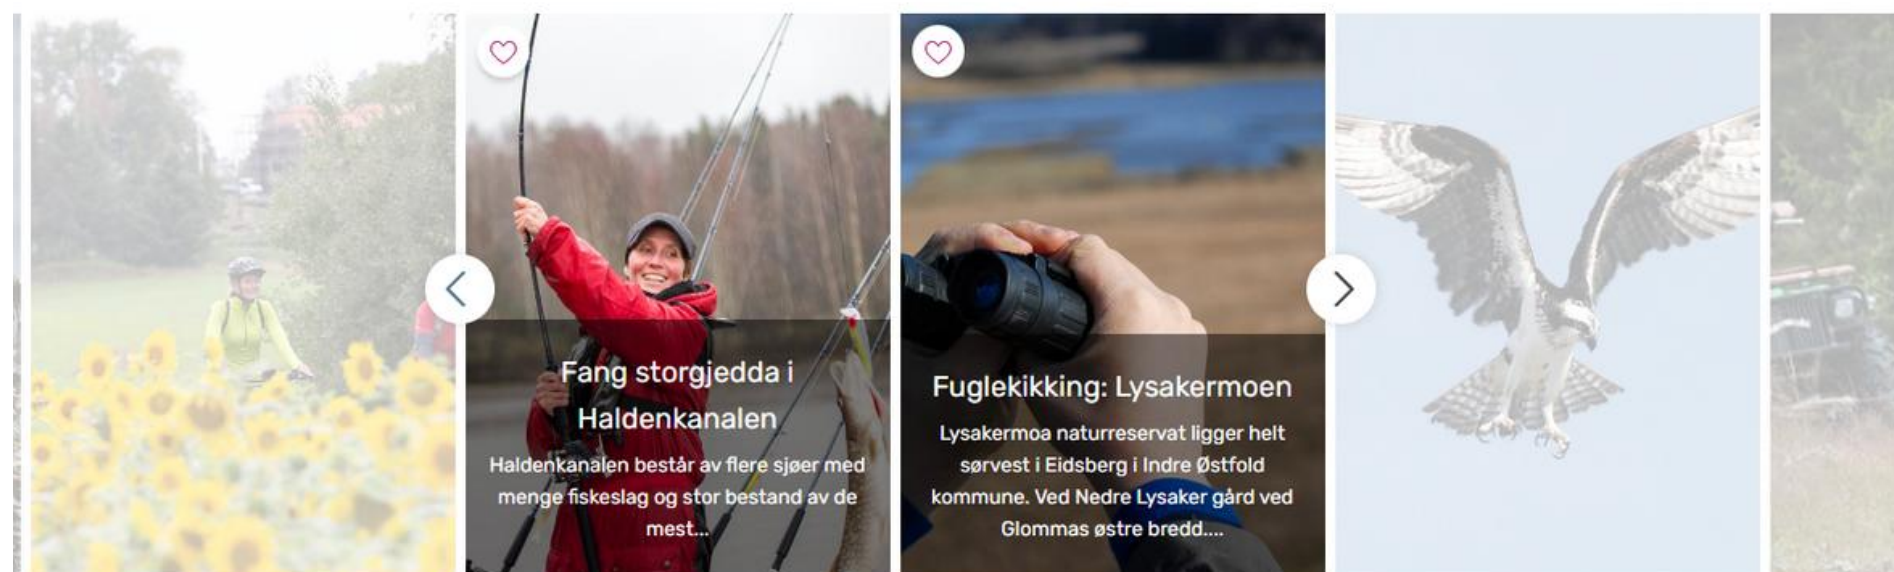 Fang storgjedda i
Haldenkanalen
Haldenkanalen består av flere sjøer med
menge fiskeslag og stor bestand av de
mest...
Fuglekikking: Lysakermoen
Lysakermoa naturreservat ligger helt
sørvest i Eidsberg i Indre Østfold
kommune. Ved Nedre Lysaker gård ved
Glommas østre bredd....